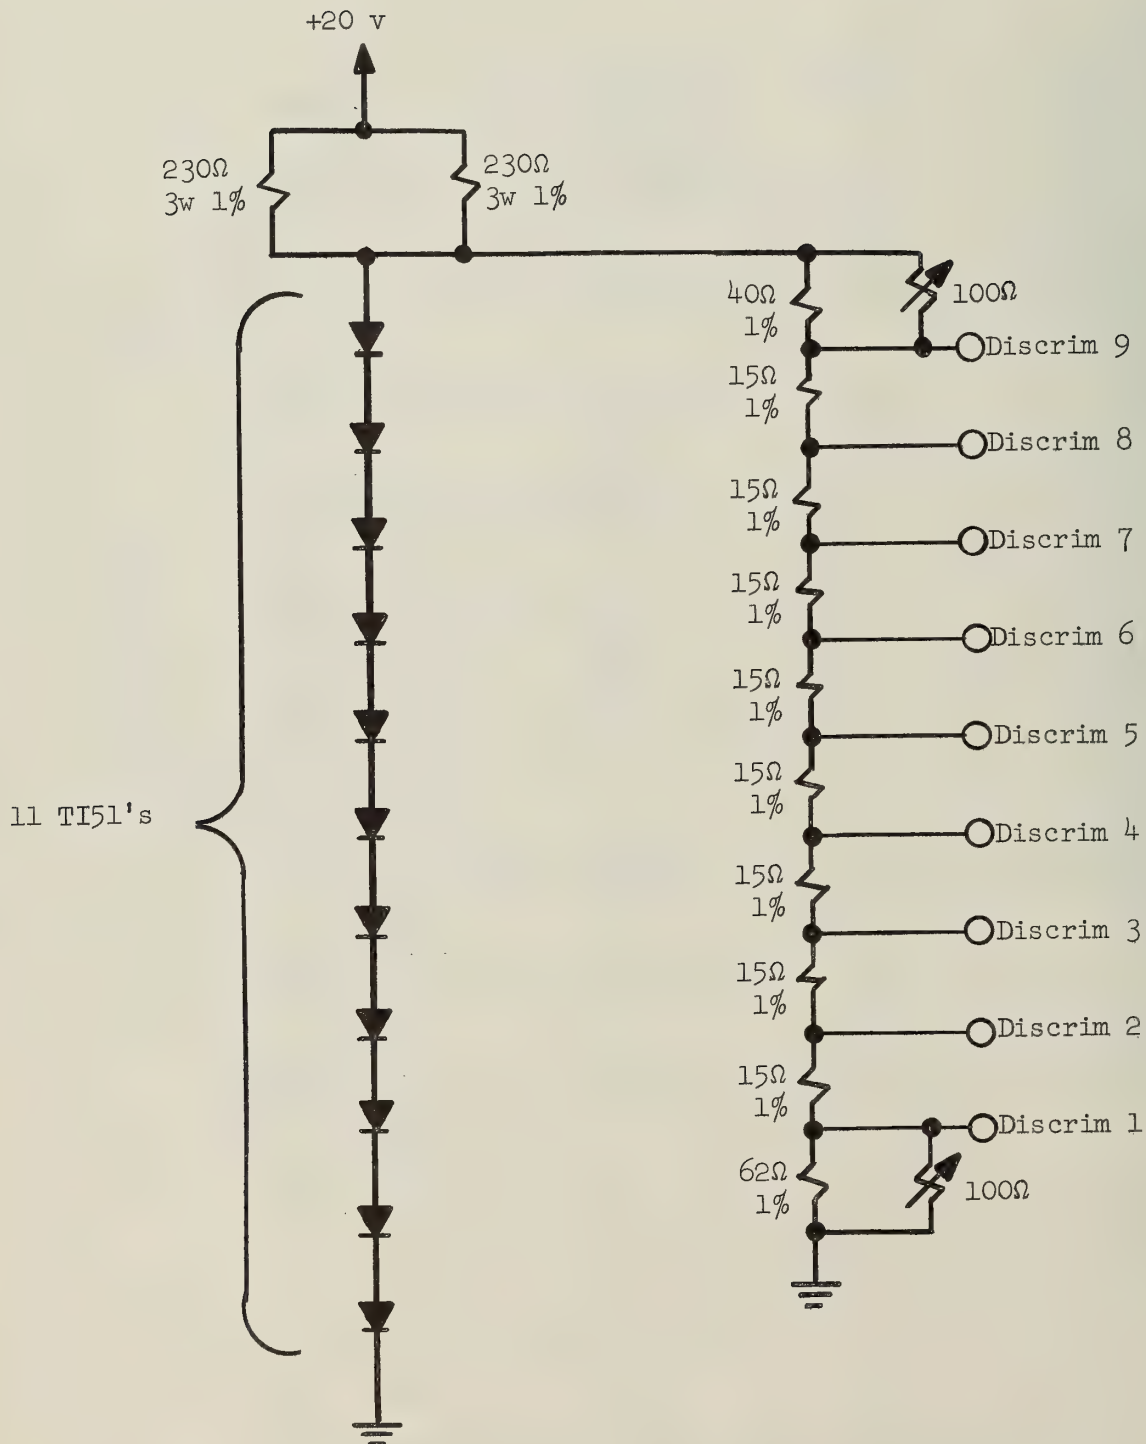 +20 v
230Ω
3w 1%
230Ω
3w 1%
40Ω
1%
100Ω
Discrim 9
15Ω
1%
Discrim 8
15Ω
1%
Discrim 7
15Ω
1%
Discrim 6
15Ω
1%
Discrim 5
15Ω
1%
11 TI51's
Discrim 4
15Ω
1%
Discrim 3
15Ω
1%
Discrim 2
15Ω
1%
Discrim 1
62Ω
1%
100Ω